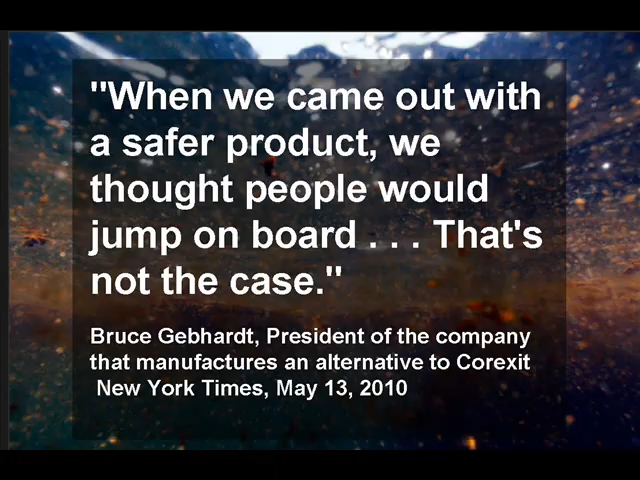 "When we came out with
a safer product, we
thought people would
jump on board . . . That's
not the case."
Bruce Gebhardt, President of the company
that manufactures an alternative to Corexit
New York Times, May 13, 2010